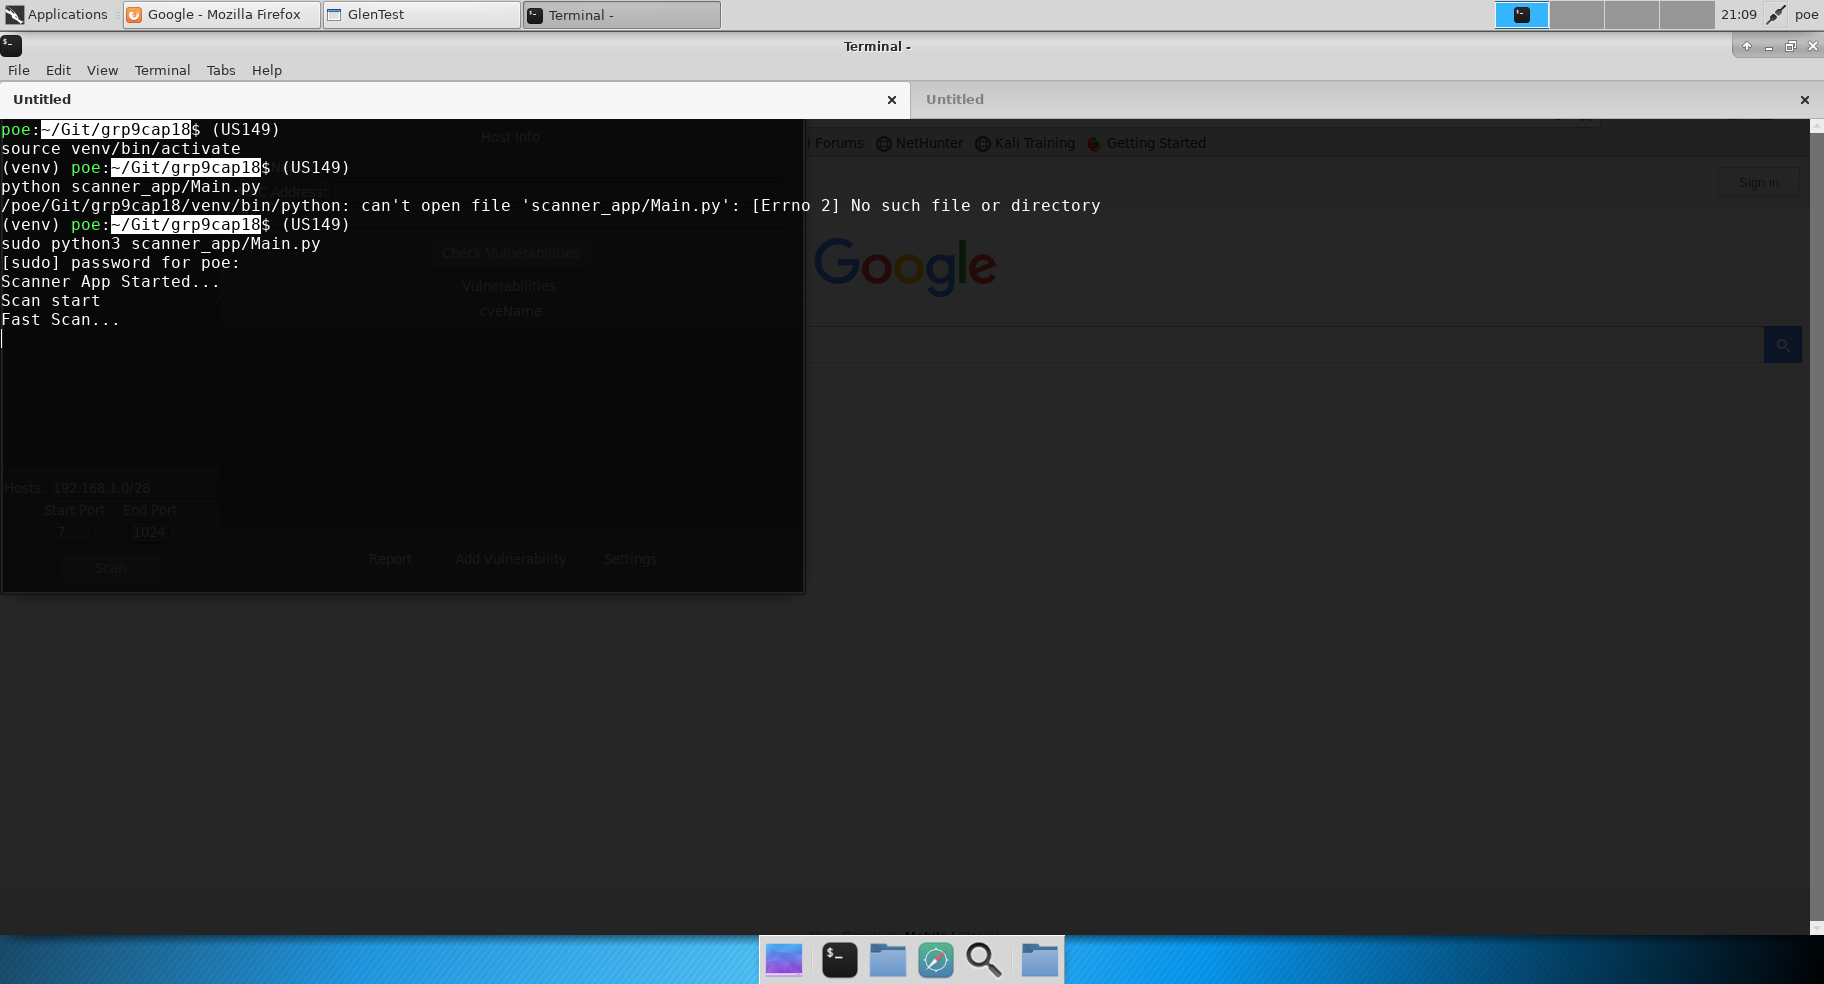 Applications
Google - Mozilla Firefox
GlenTest
Terminal -
21:09
poe
Terminal -
File Edit View Terminal Tabs Help
Untitled
Untitled
poe:~/Git/grp9cap18$ (US149)
source venv/bin/activate
(venv) poe:~/Git/grp9cap18$ (US149)
python scanner_app/Main.py
/poe/Git/grp9cap18/venv/bin/python: can't open file 'scanner_app/Main.py': [Errno 2] No such file or directory
(venv) poe:~/Git/grp9cap18$ (US149)
sudo python3 scanner_app/Main.py
[sudo] password for poe:
Scanner App Started...
Scan start
Fast Scan...
Host Info
Address:
Check Vulnerabilities
Vulnerabilities
cveName
Hosts: 192.168.1.0/28
Start Port End Port
7 1024
Scan
Report Add Vulnerability Settings
Forums NetHunter Kali Training Getting Started
Sign in
Google